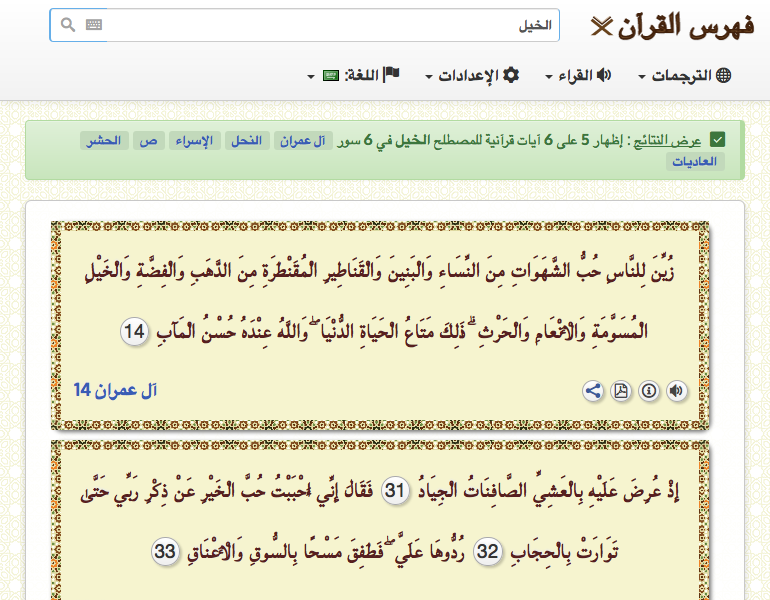 فهرس القرآن
الخيل
الترجمات القراء الإعدادات اللغة:
عرض النتائج : إظهار 5 على 6 آيات قرآنية للمصطلح الخيل في 6 سور آل عمران النحل الإسراء ص الحشر
العاديات
زُيِّنَ لِلنَّاسِ حُبُّ الشَّهَوَاتِ مِنَ النِّسَاءِ وَالْبَنِينَ وَالْقَنَاطِيرِ الْمُقَنْطَرَةِ مِنَ الذَّهَبِ وَالْفِضَّةِ وَالْخَيْلِ
الْمُسَوَّمَةِ وَالْأَنْعَامِ وَالْحَرْثِ ۗ ذَٰلِكَ مَتَاعُ الْحَيَاةِ الدُّنْيَا ۖ وَاللَّهُ عِنْدَهُ حُسْنُ الْمَآبِ 14
آل عمران 14
إِذْ عُرِضَ عَلَيْهِ بِالْعَشِيِّ الصَّافِنَاتُ الْجِيَادُ 31 فَقَالَ إِنِّي أَحْبَبْتُ حُبَّ الْخَيْرِ عَنْ ذِكْرِ رَبِّي حَتَّىٰ
تَوَارَتْ بِالْحِجَابِ 32 رُدُّوهَا عَلَيَّ ۖ فَطَفِقَ مَسْحًا بِالسُّوقِ وَالْأَعْنَاقِ 33